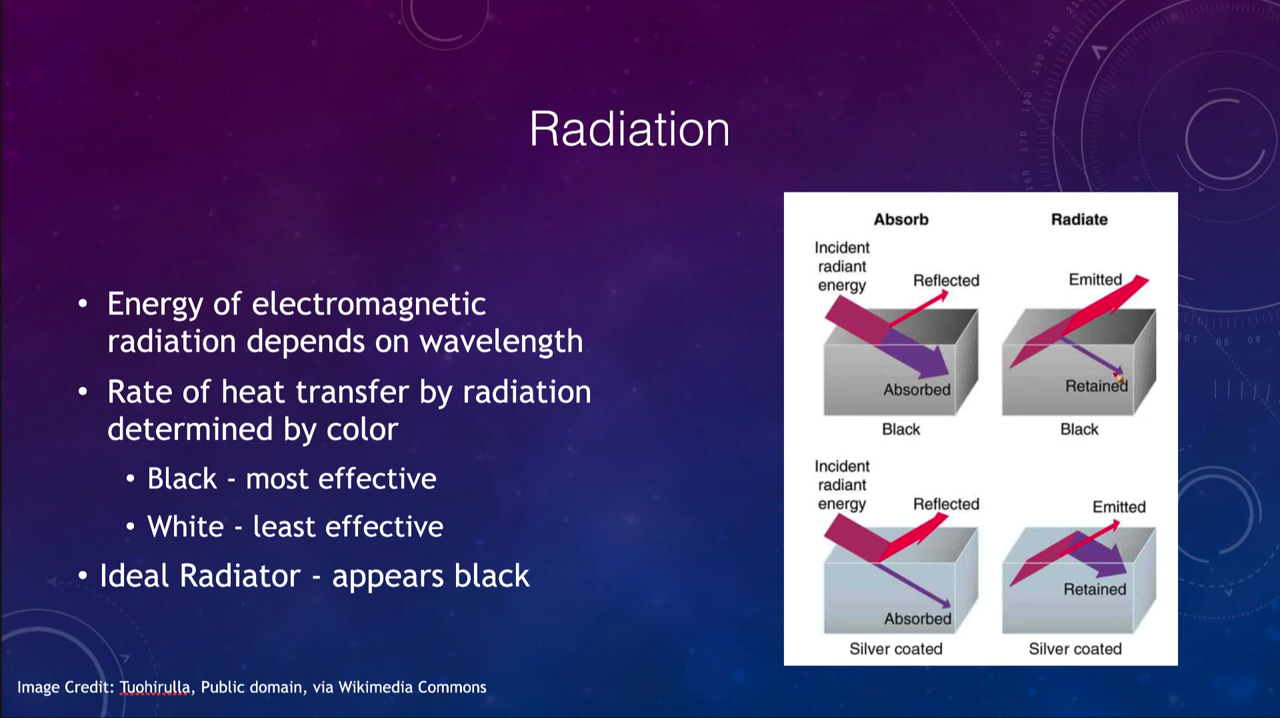 Radiation
• Energy of electromagnetic
radiation depends on wavelength
• Rate of heat transfer by radiation
determined by color
• Black - most effective
• White - least effective
• Ideal Radiator - appears black
Absorb
Radiate
Incident
radiant
energy
Reflected
Absorbed
Black
Emitted
Retained
Black
Incident
radiant
energy
Reflected
Absorbed
Silver coated
Emitted
Retained
Silver coated
Image Credit: Tuohirulla, Public domain, via Wikimedia Commons